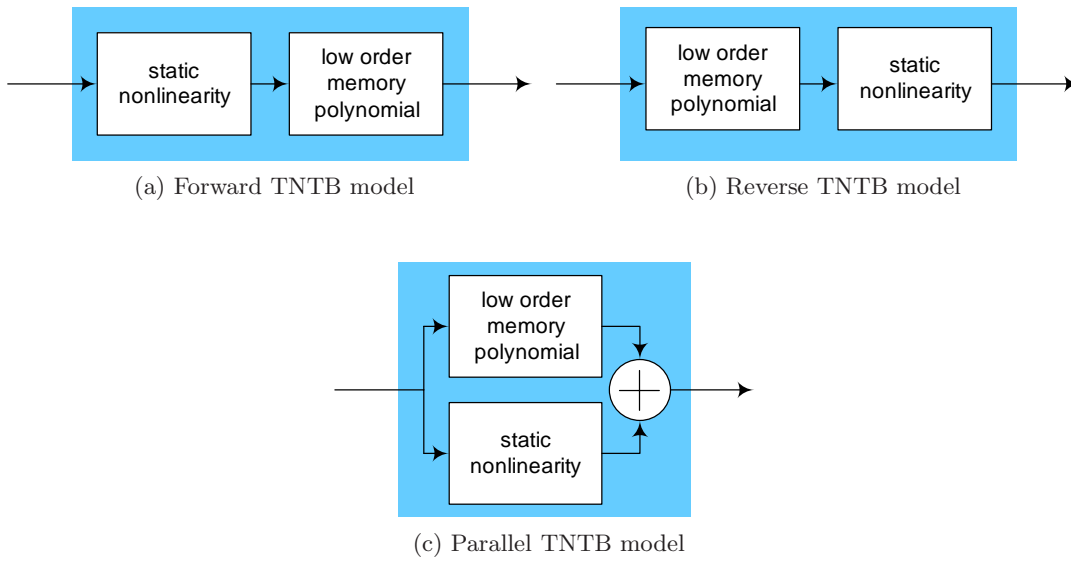 static
nonlinearity
low order
memory
polynomial
(a) Forward TNTB model
low order
memory
polynomial
static
nonlinearity
(b) Reverse TNTB model
low order
memory
polynomial
static
nonlinearity
(c) Parallel TNTB model